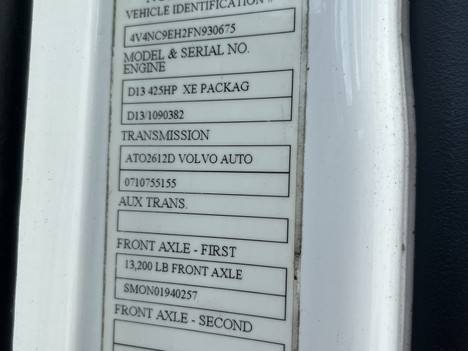 VEHICLE IDENTIFICATION #
4V4NC9EH2FN930675
MODEL & SERIAL NO.
ENGINE
D13 425HP XE PACKAG
D13/1090382
TRANSMISSION
ATO2612D VOLVO AUTO
0710755155
AUX TRANS.
FRONT AXLE - FIRST
13,200 LB FRONT AXLE
SMON01940257
FRONT AXLE - SECOND